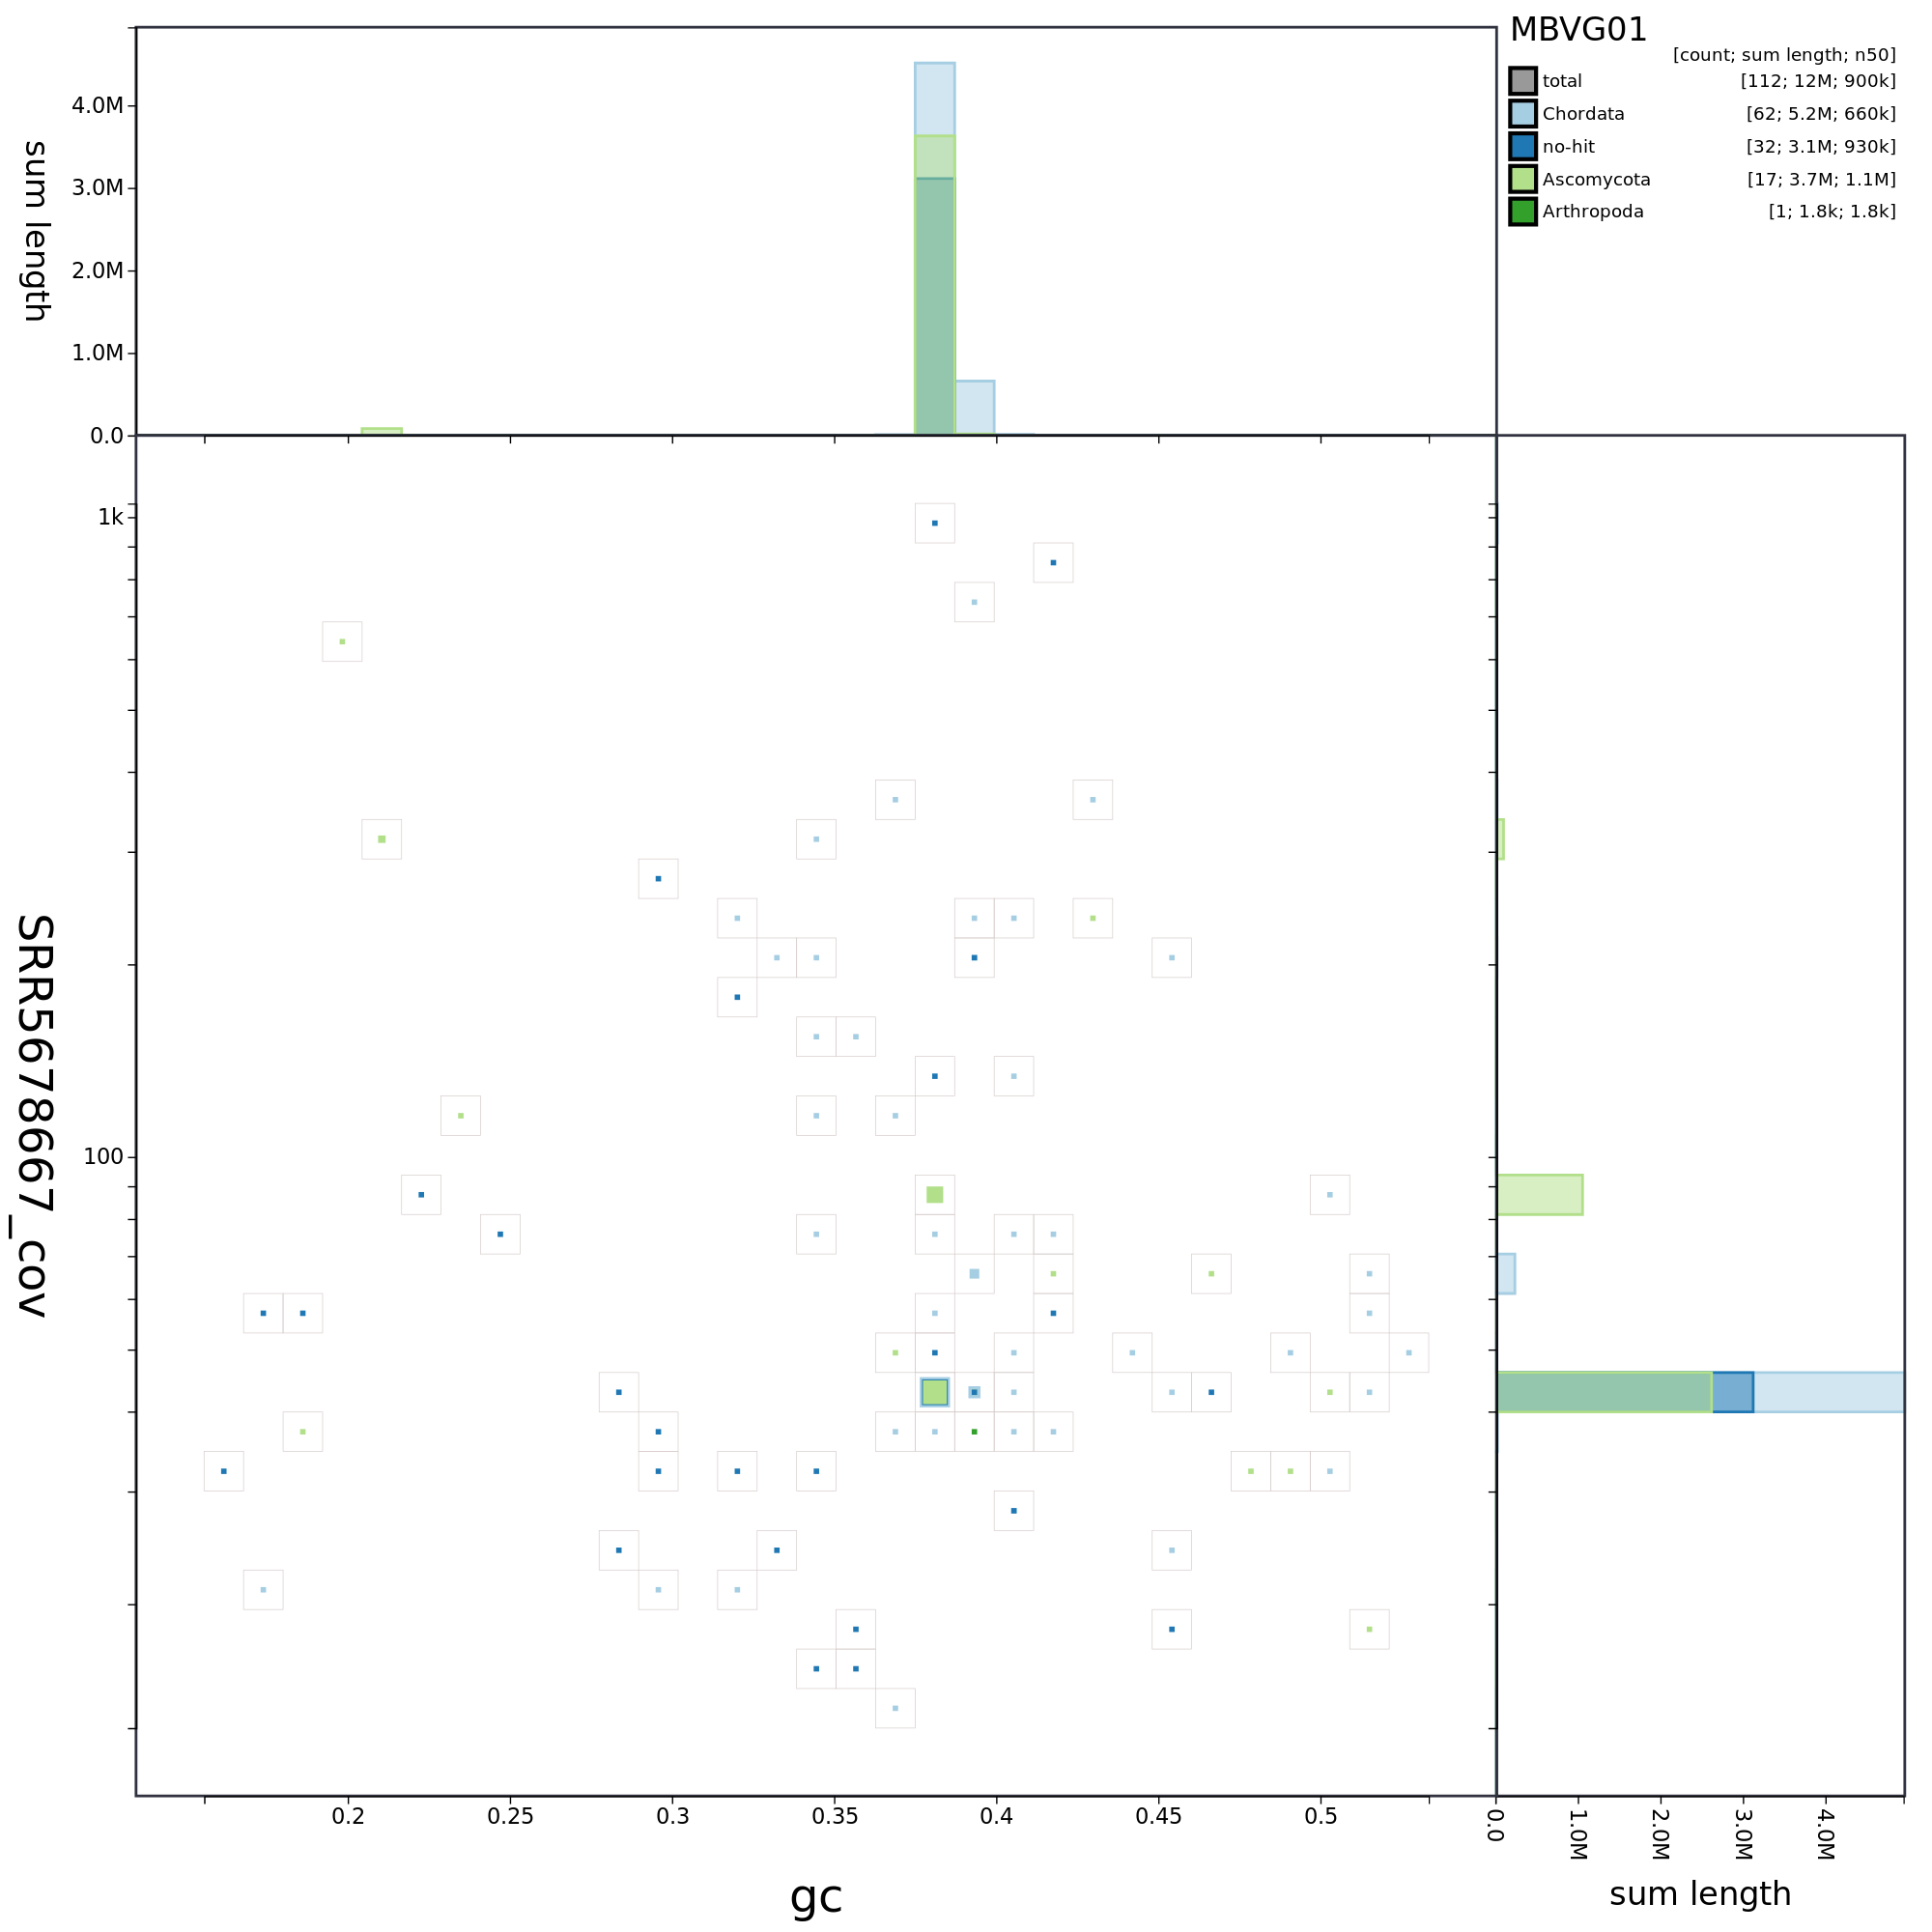 MBVG01
[count; sum length; n50]
total [112; 12M; 900k]
Chordata [62; 5.2M; 660k]
no-hit [32; 3.1M; 930k]
Ascomycota [17; 3.7M; 1.1M]
Arthropoda [1; 1.8k; 1.8k]
sum length
4.0M
3.0M
2.0M
1.0M
0.0
SRR5678667_cov
1k
100
0.2 0.25 0.3 0.35 0.4 0.45 0.5
gc
0.0 1.0M 2.0M 3.0M 4.0M
sum length